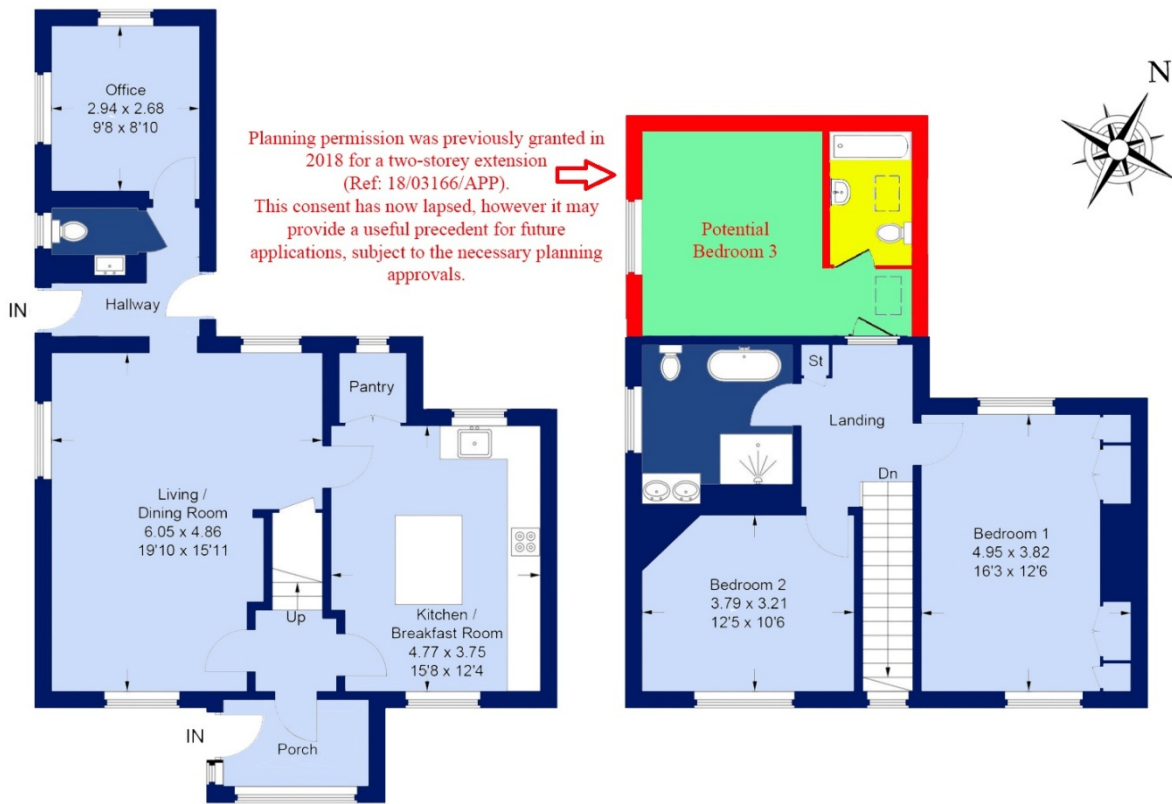 Office
2.94 x 2.68
9'8 x 8'10
Planning permission was previously granted in
2018 for a two-storey extension
(Ref: 18/03166/APP).
This consent has now lapsed, however it may
provide a useful precedent for future
applications, subject to the necessary planning
approvals.
N
Potential
Bedroom 3
IN
Hallway
Pantry
St
Landing
Dn
Living /
Dining Room
6.05 x 4.86
19'10 x 15'11
Up
Kitchen /
Breakfast Room
4.77 x 3.75
15'8 x 12'4
Bedroom 2
3.79 x 3.21
12'5 x 10'6
Bedroom 1
4.95 x 3.82
16'3 x 12'6
IN
Porch